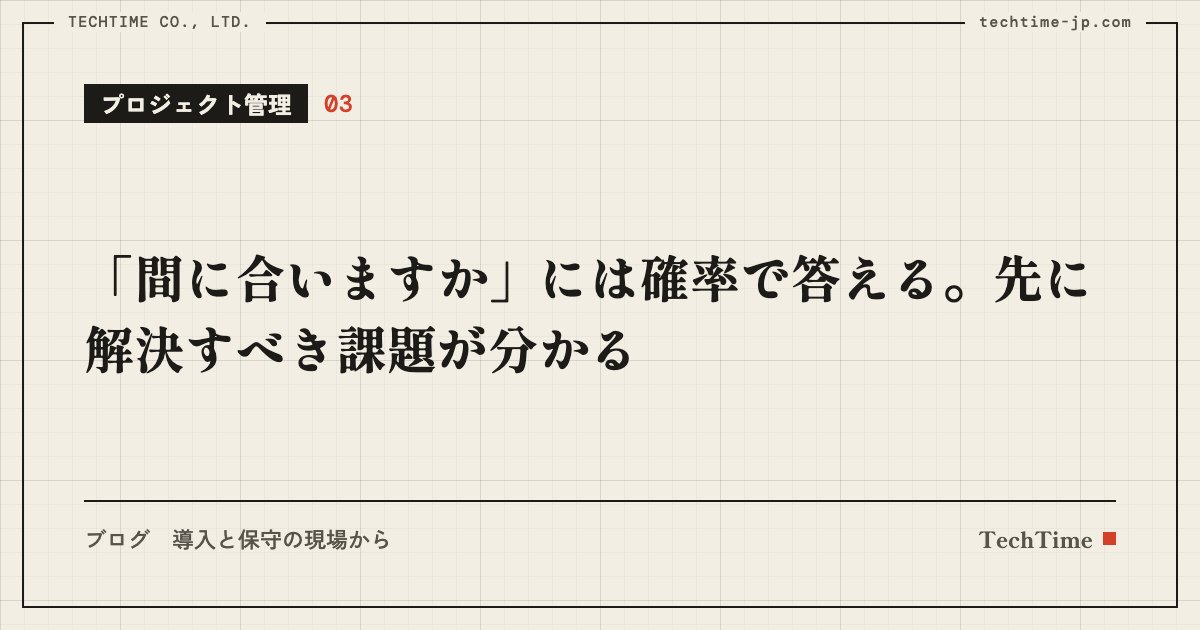 TECHTIME CO., LTD.
techtime-jp.com
プロジェクト管理 03
「間に合いますか」には確率で答える。先に
解決すべき課題が分かる
ブログ 導入と保守の現場から
TechTime